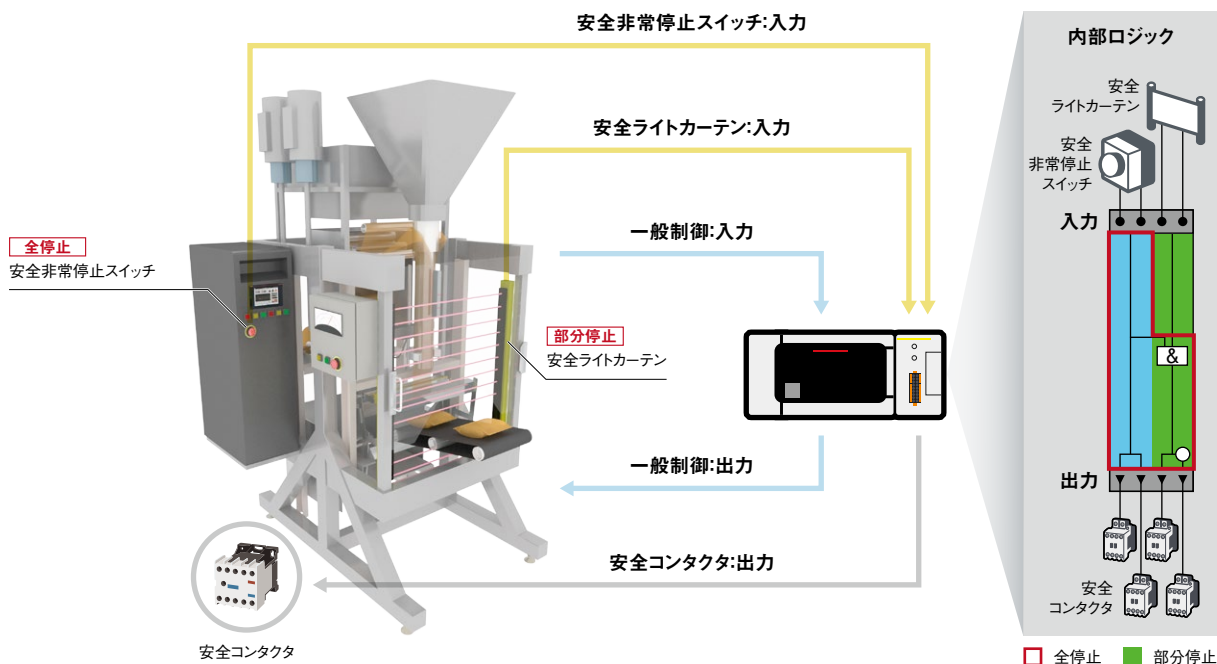 安全非常停止スイッチ:入力
安全ライトカーテン:入力
一般制御:入力
全停止
安全非常停止スイッチ
部分停止
安全ライトカーテン
一般制御:出力
安全コンタクタ:出力
安全コンタクタ
内部ロジック
安全
ライトカーテン
安全
非常停止
スイッチ
入力
&
出力
安全
コンタクタ
全停止
部分停止